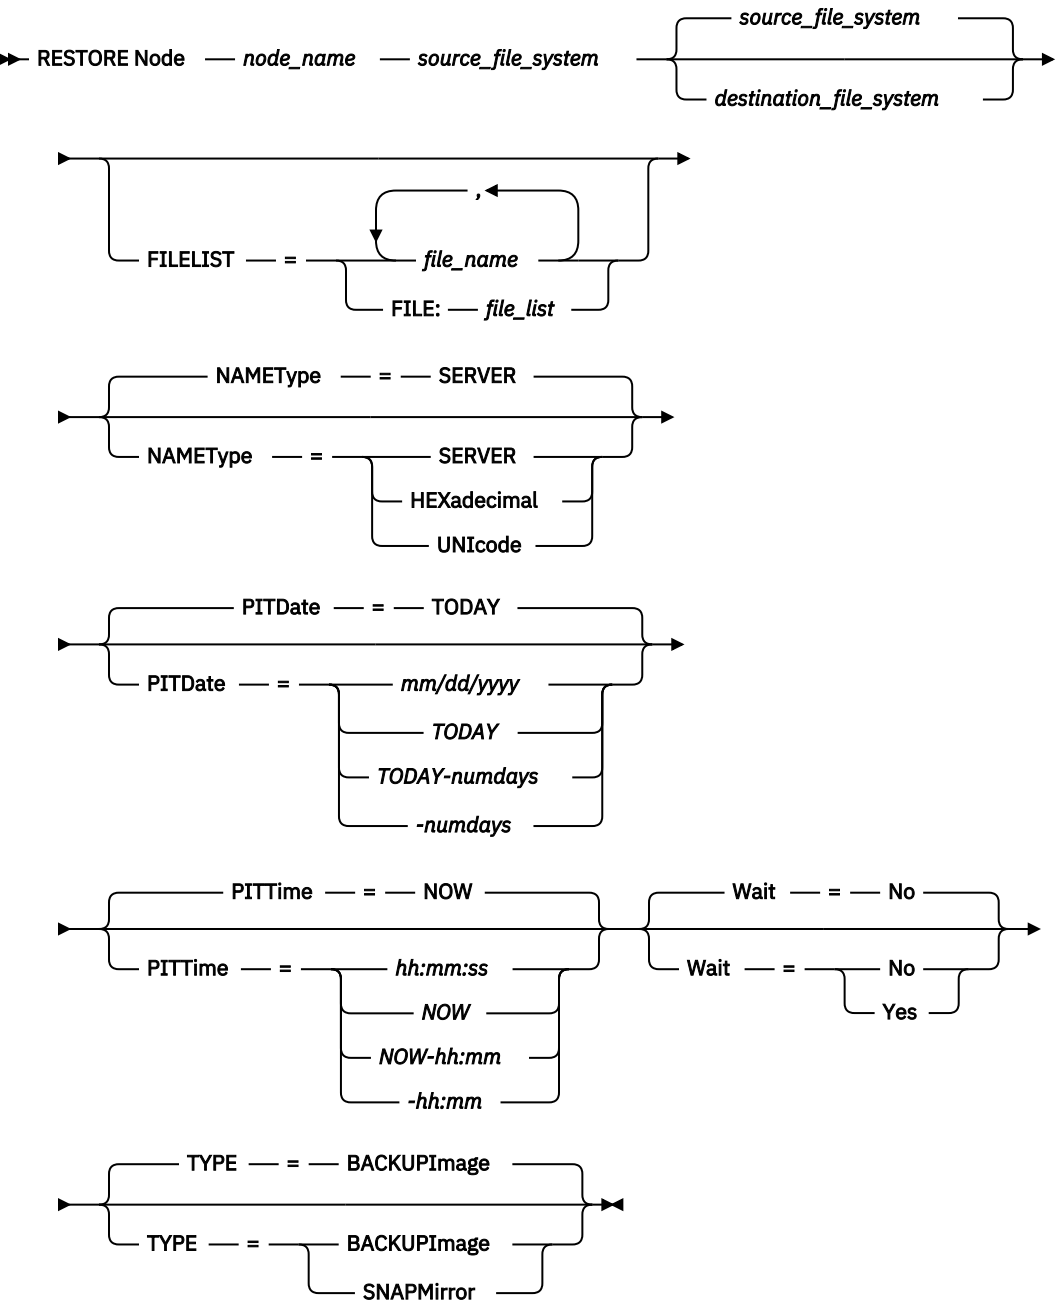 source_file_system
RESTORE Node node_name source_file_system
destination_file_system
,
FILELIST = file_name
FILE: file_list
NAMEType = SERVER
NAMEType = SERVER
HEXadecimal
UNIcode
PITDate = TODAY
PITDate = mm/dd/yyyy
TODAY
TODAY-numdays
-numdays
PITTime = NOW Wait = No
PITTime = hh:mm:ss Wait = No
NOW Yes
NOW-hh:mm
-hh:mm
TYPE = BACKUPImage
TYPE = BACKUPImage
SNAPMirror